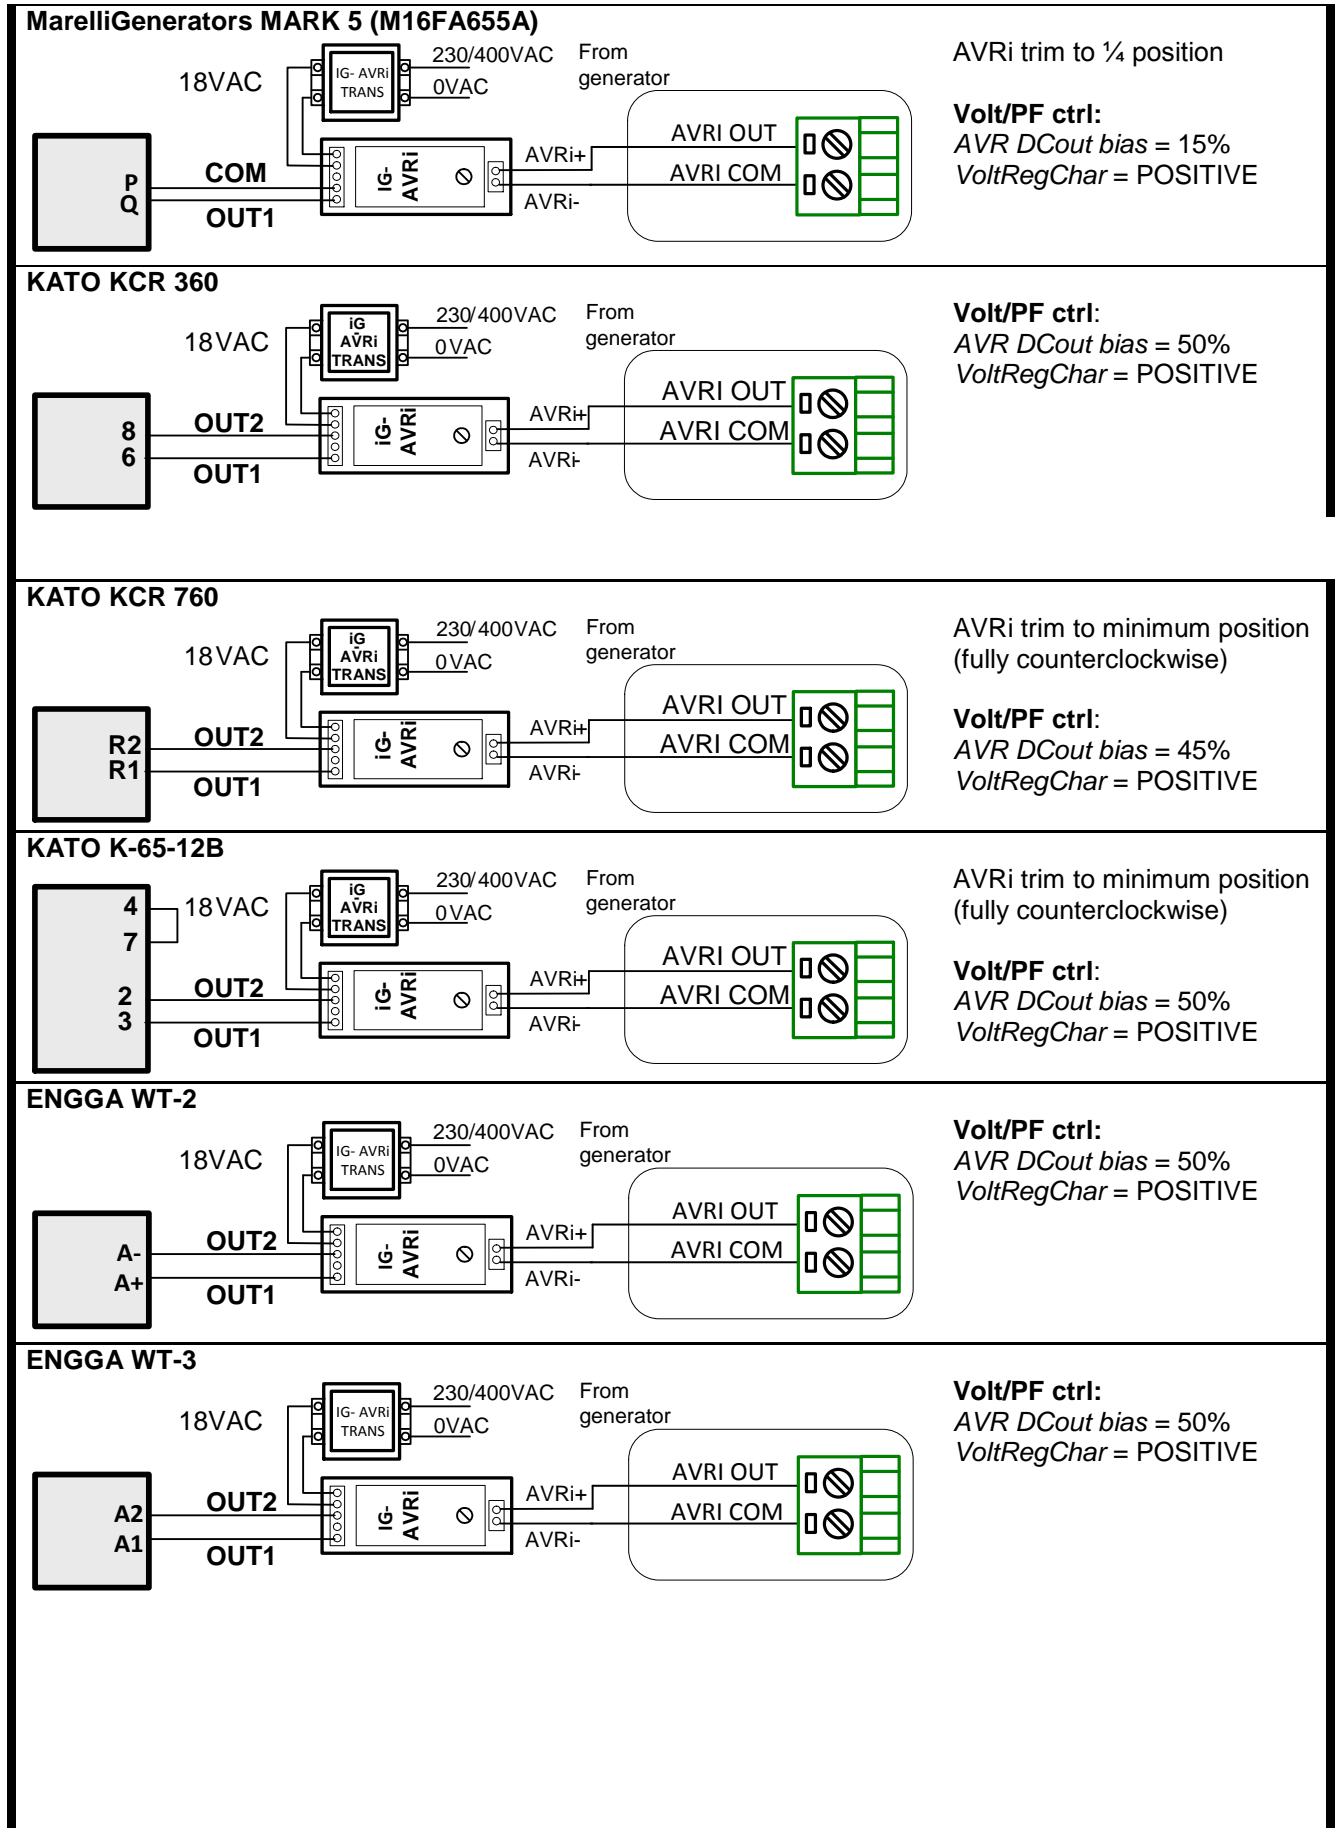 MarelliGenerators MARK 5 (M16FA655A)
18VAC
IG- AVRi
TRANS
230/400VAC
0VAC
From
generator
P
Q
COM
OUT1
IG-
AVRi
AVRi+
AVRi-
AVRI OUT
AVRI COM
AVRi trim to ¼ position
Volt/PF ctrl:
AVR DCout bias = 15%
VoltRegChar = POSITIVE
KATO KCR 360
18VAC
iG
-
AVRi
TRANS
230/400VAC
0VAC
From
generator
8
6
OUT2
OUT1
iG-
AVRi
AVRi+
AVRi-
AVRI OUT
AVRI COM
Volt/PF ctrl:
AVR DCout bias = 50%
VoltRegChar = POSITIVE
KATO KCR 760
18VAC
iG
-
AVRi
TRANS
230/400VAC
0VAC
From
generator
R2
R1
OUT2
OUT1
iG-
AVRi
AVRi+
AVRi-
AVRI OUT
AVRI COM
AVRi trim to minimum position
(fully counterclockwise)
Volt/PF ctrl:
AVR DCout bias = 45%
VoltRegChar = POSITIVE
KATO K-65-12B
4
7
2
3
18VAC
iG
-
AVRi
TRANS
230/400VAC
0VAC
From
generator
OUT2
OUT1
iG-
AVRi
AVRi+
AVRi-
AVRI OUT
AVRI COM
AVRi trim to minimum position
(fully counterclockwise)
Volt/PF ctrl:
AVR DCout bias = 50%
VoltRegChar = POSITIVE
ENGGA WT-2
18VAC
IG- AVRi
TRANS
230/400VAC
0VAC
From
generator
A-
A+
OUT2
OUT1
IG-
AVRi
AVRi+
AVRi-
AVRI OUT
AVRI COM
Volt/PF ctrl:
AVR DCout bias = 50%
VoltRegChar = POSITIVE
ENGGA WT-3
18VAC
IG- AVRi
TRANS
230/400VAC
0VAC
From
generator
A2
A1
OUT2
OUT1
IG-
AVRi
AVRi+
AVRi-
AVRI OUT
AVRI COM
Volt/PF ctrl:
AVR DCout bias = 50%
VoltRegChar = POSITIVE